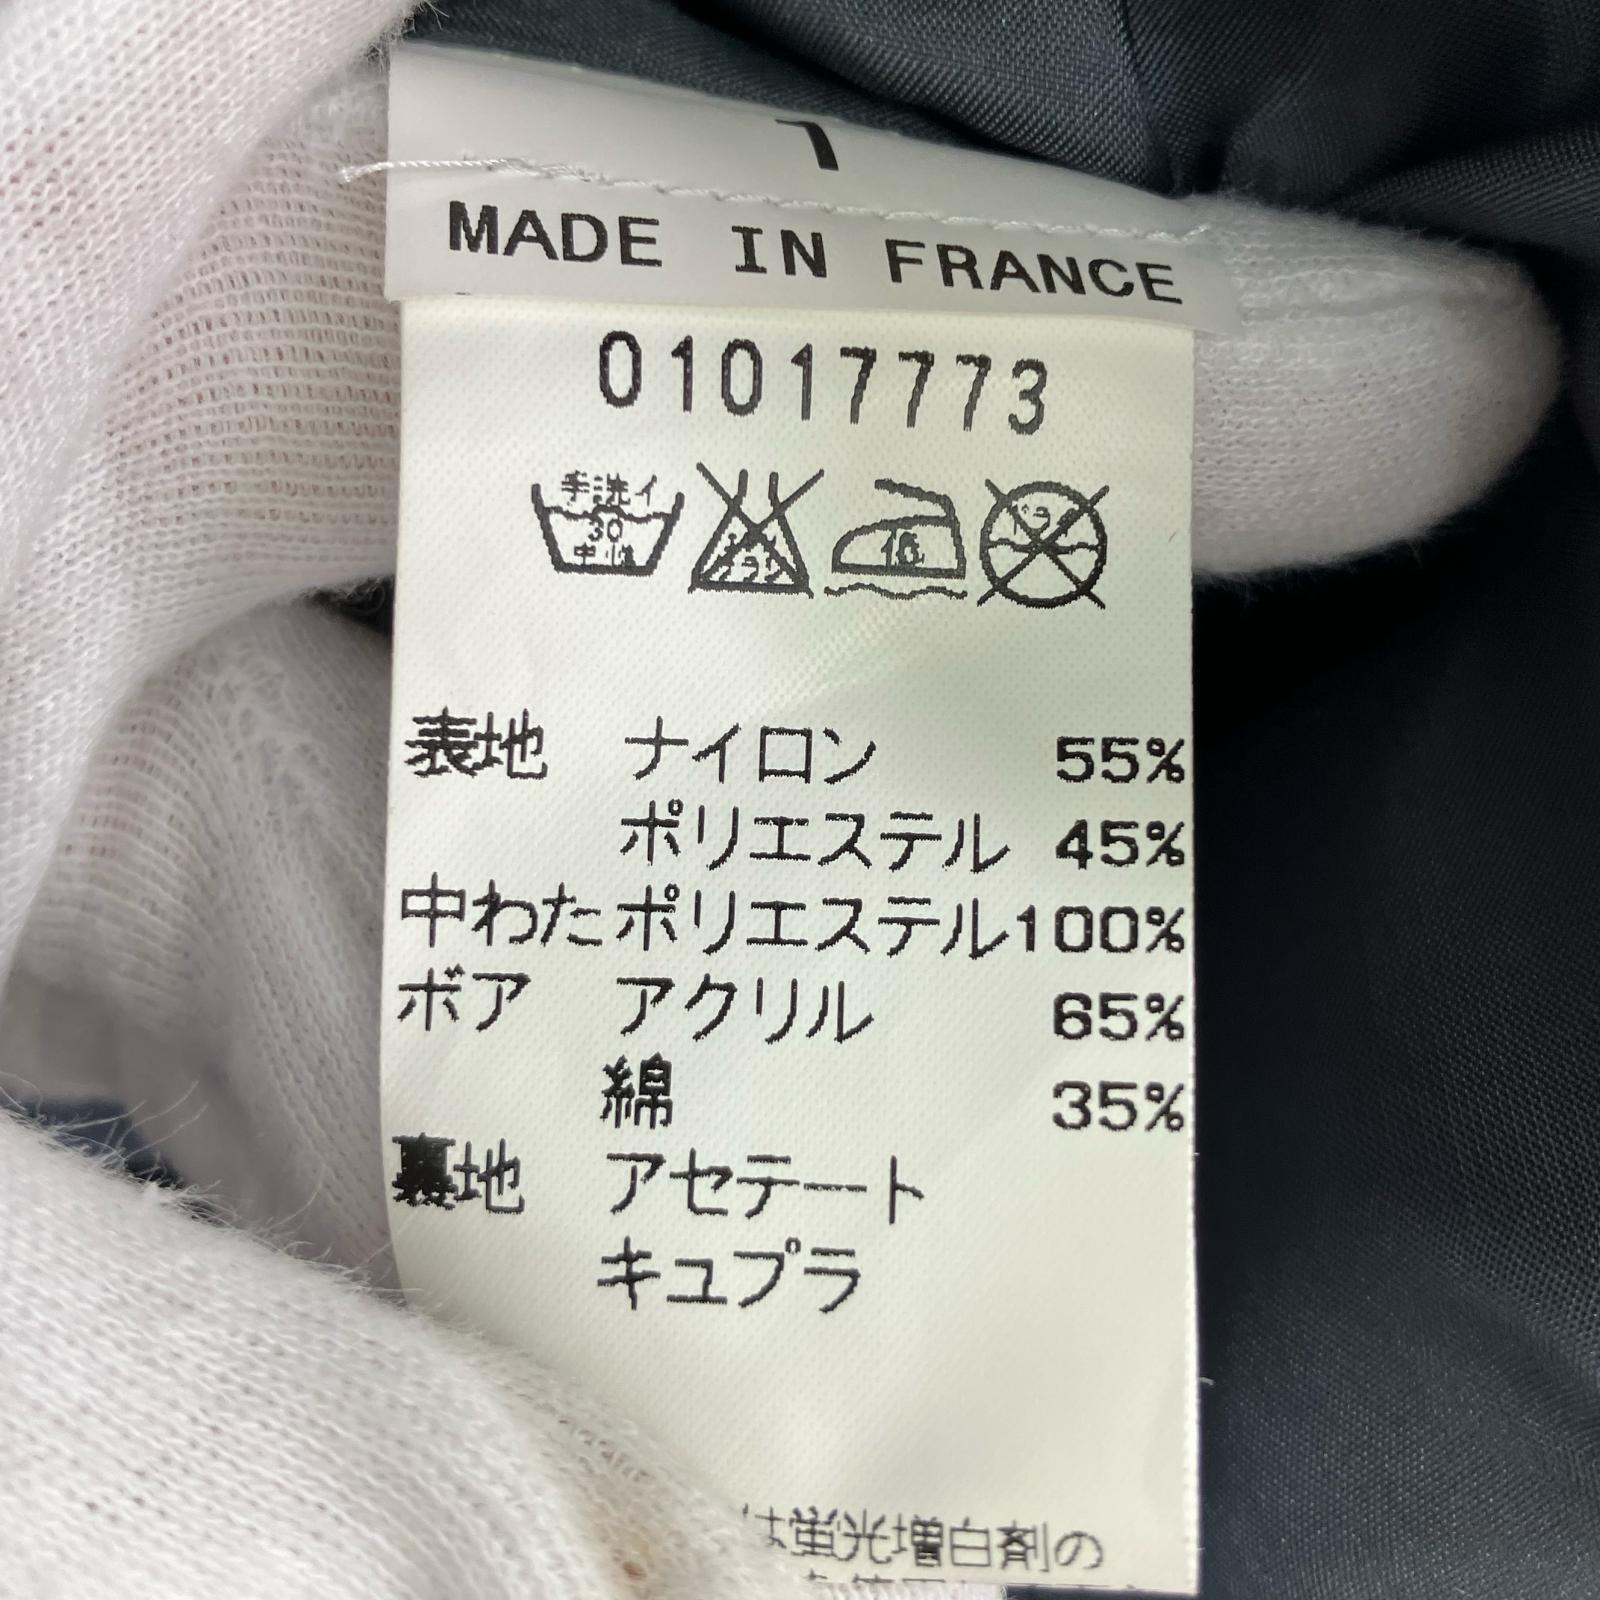 1
MADE IN FRANCE
01017773
手洗イ
30
中性
表地 ナイロン 55%
ポリエステル 45%
中わた ポリエステル 100%
ボア アクリル 65%
綿 35%
裏地 アセテート
キュプラ
は蛍光増白剤の